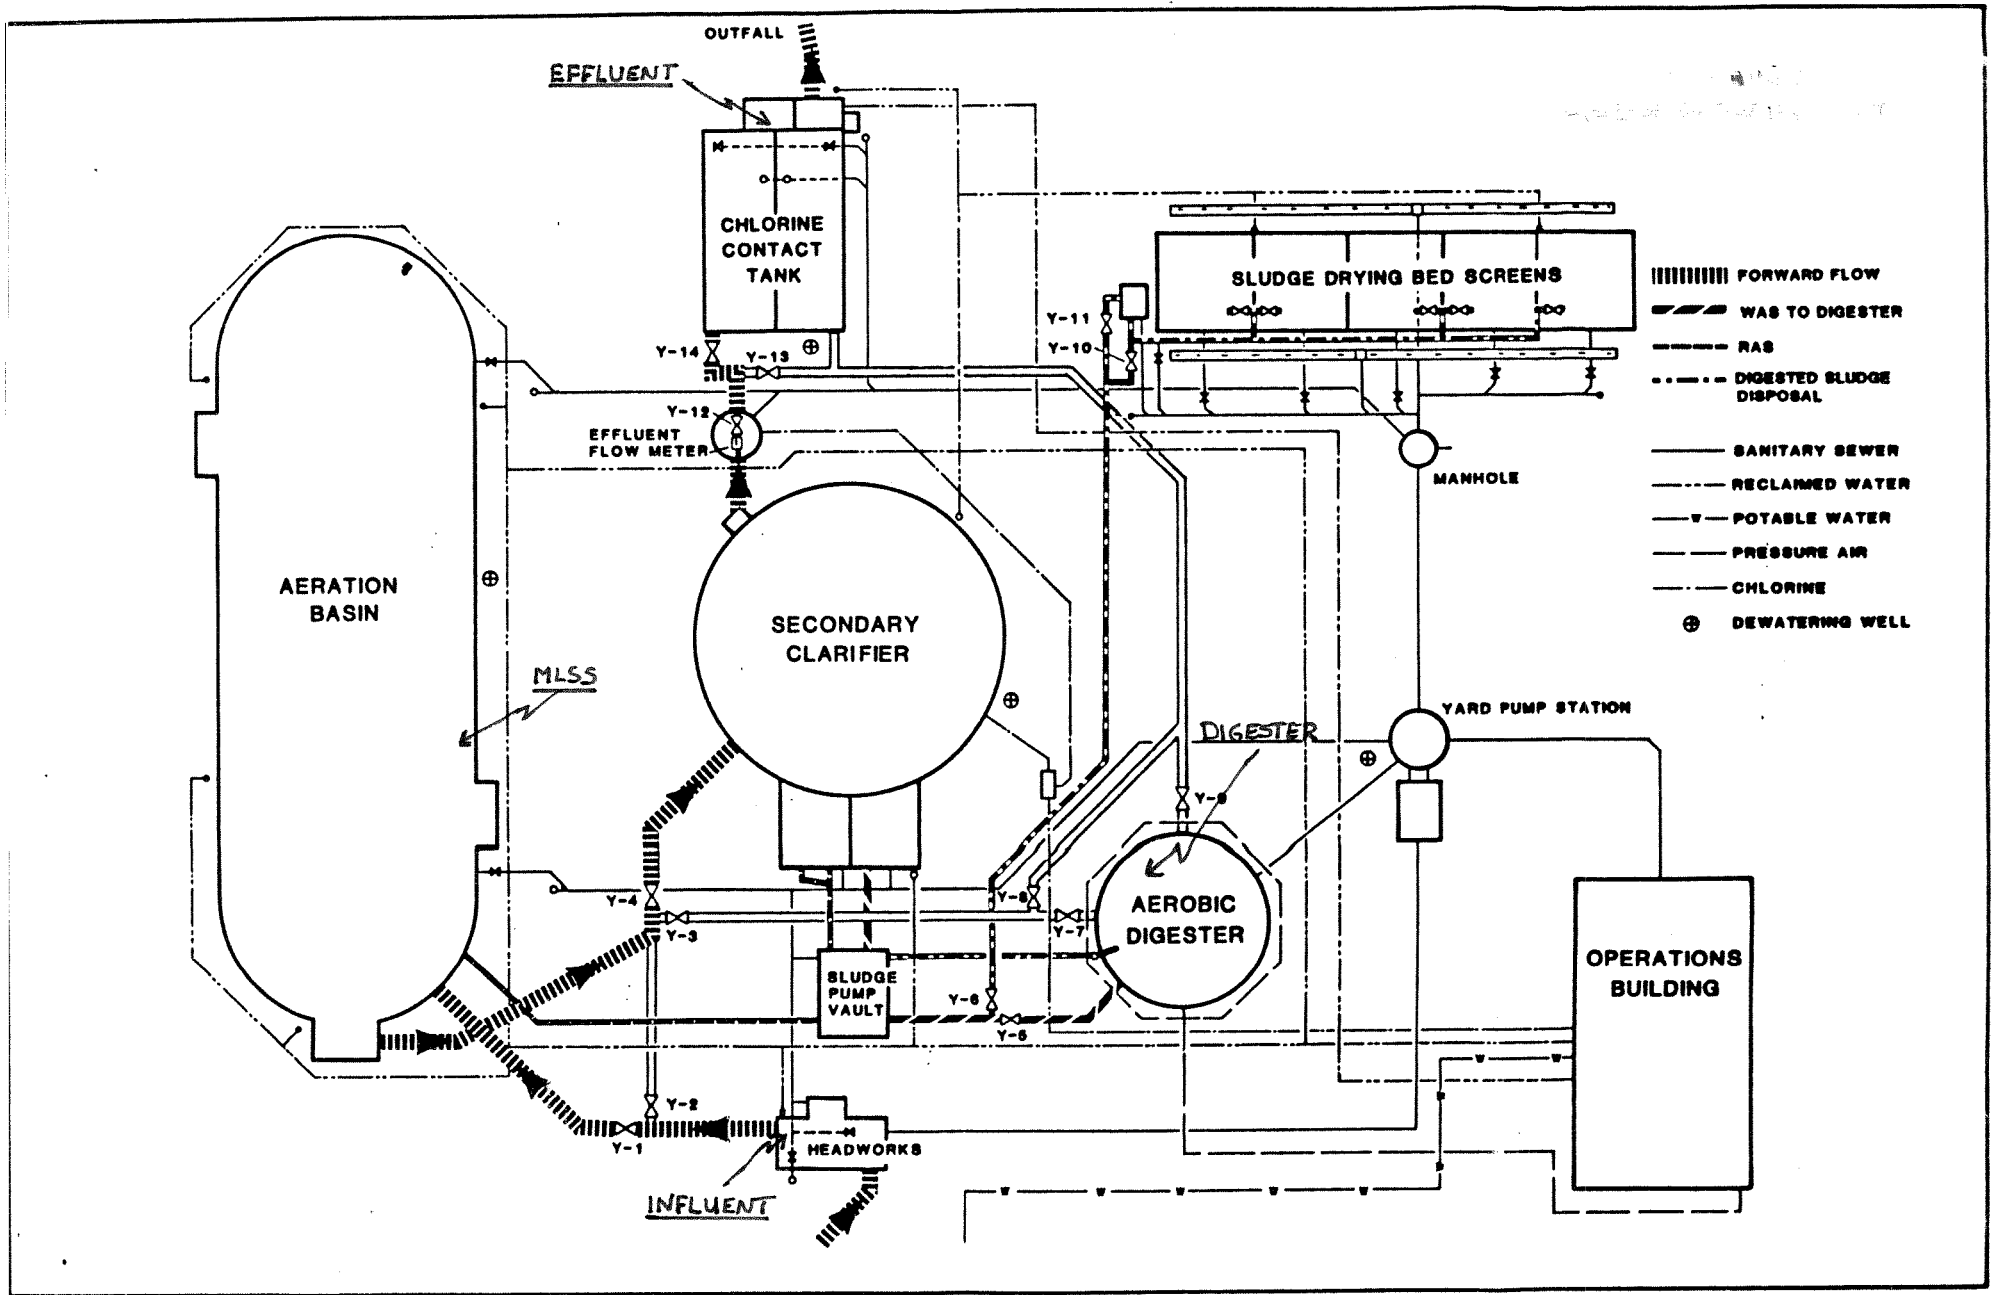 OUTFALL
EFFLUENT
CHLORINE
CONTACT
TANK
SLUDGE DRYING BED SCREENS
FORWARD FLOW
WAS TO DIGESTER
RAS
DIGESTED SLUDGE
DISPOSAL
Y-11
Y-10
Y-14
Y-13
Y-12
EFFLUENT
FLOW METER
MANHOLE
SANITARY SEWER
RECLAIMED WATER
POTABLE WATER
PRESSURE AIR
CHLORINE
DEWATERING WELL
AERATION
BASIN
SECONDARY
CLARIFIER
MLSS
DIGESTER
YARD PUMP STATION
Y-9
Y-8
Y-4
Y-3
Y-7
AEROBIC
DIGESTER
SLUDGE
PUMP
VAULT
Y-6
Y-5
OPERATIONS
BUILDING
Y-2
Y-1
HEADWORKS
INFLUENT